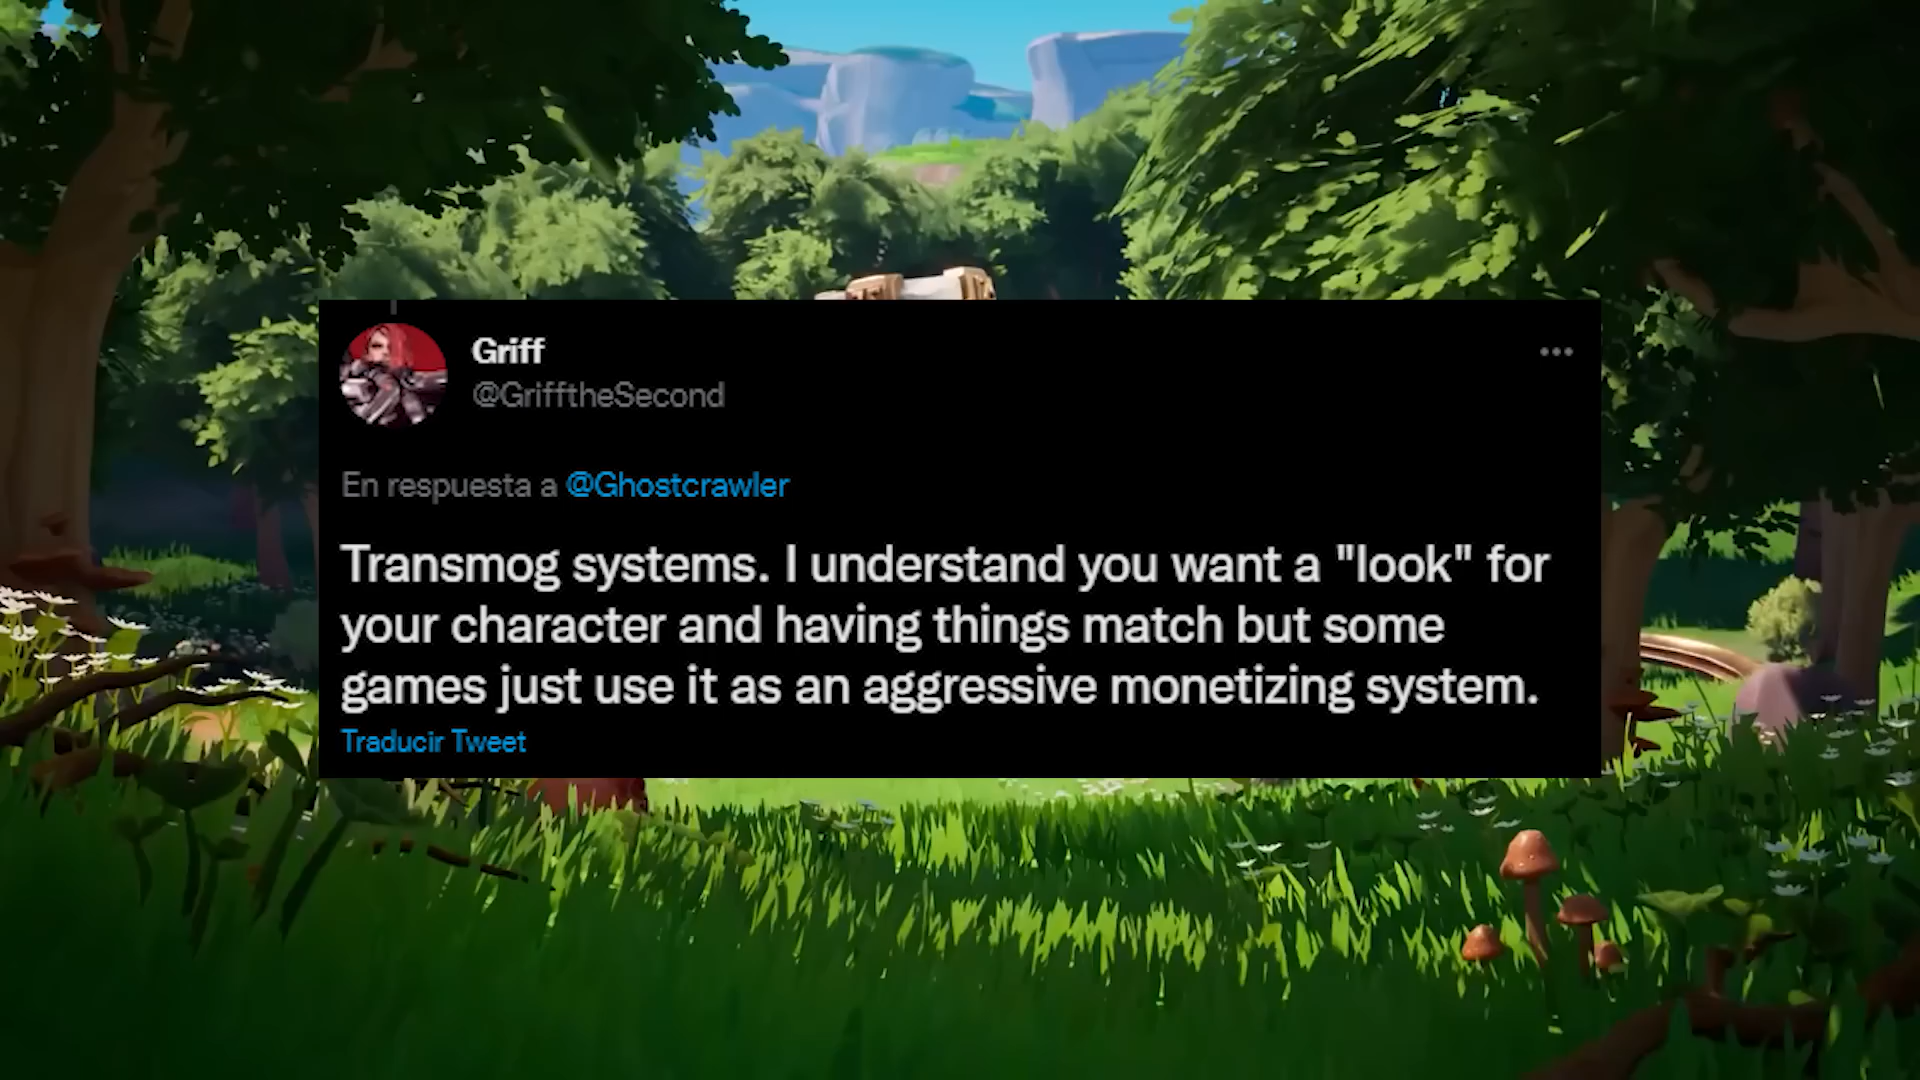 Griff
@GrifftheSecond
En respuesta a @Ghostcrawler
Transmog systems. I understand you want a "look" for
your character and having things match but some
games just use it as an aggressive monetizing system.
Traducir Tweet